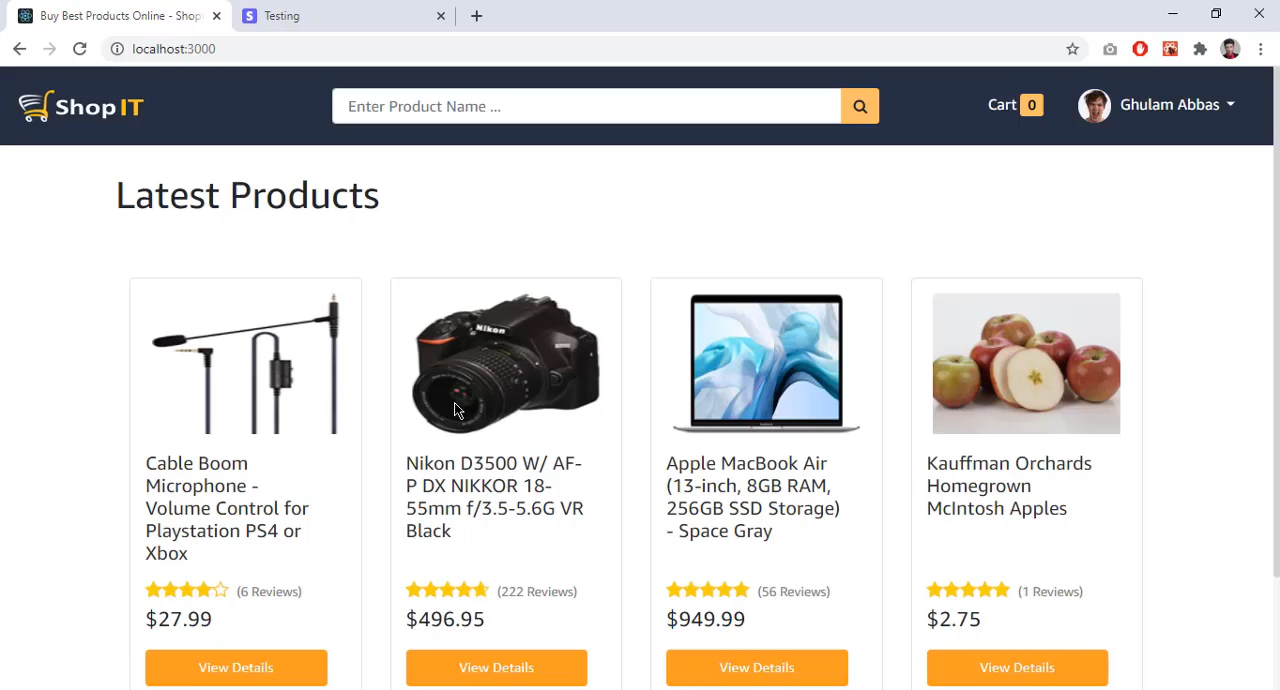 Buy Best Products Online - Shop
Testing
localhost:3000
Shop IT
Enter Product Name ...
Cart 0
Ghulam Abbas
Latest Products
Nikon
Cable Boom
Microphone -
Volume Control for
Playstation PS4 or
Xbox
(6 Reviews)
$27.99
View Details
Nikon D3500 W/ AF-
P DX NIKKOR 18-
55mm f/3.5-5.6G VR
Black
(222 Reviews)
$496.95
View Details
Apple MacBook Air
(13-inch, 8GB RAM,
256GB SSD Storage)
- Space Gray
(56 Reviews)
$949.99
View Details
Kauffman Orchards
Homegrown
McIntosh Apples
(1 Reviews)
$2.75
View Details